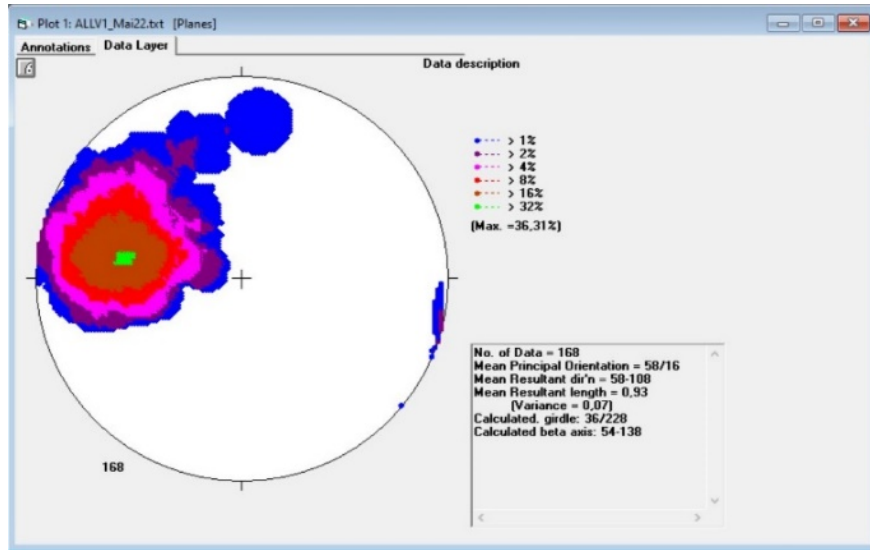 Plot 1: ALLV1_Mai22.txt [Planes]
Annotations Data Layer
Data description
> 1%
> 2%
> 4%
> 8%
> 16%
> 32%
(Max. =36,31%)
No. of Data = 168
Mean Principal Orientation = 58/16
Mean Resultant dir'n = 58-108
Mean Resultant length = 0,93
(Variance = 0,07)
Calculated. girdle: 36/228
Calculated beta axis: 54-138
168